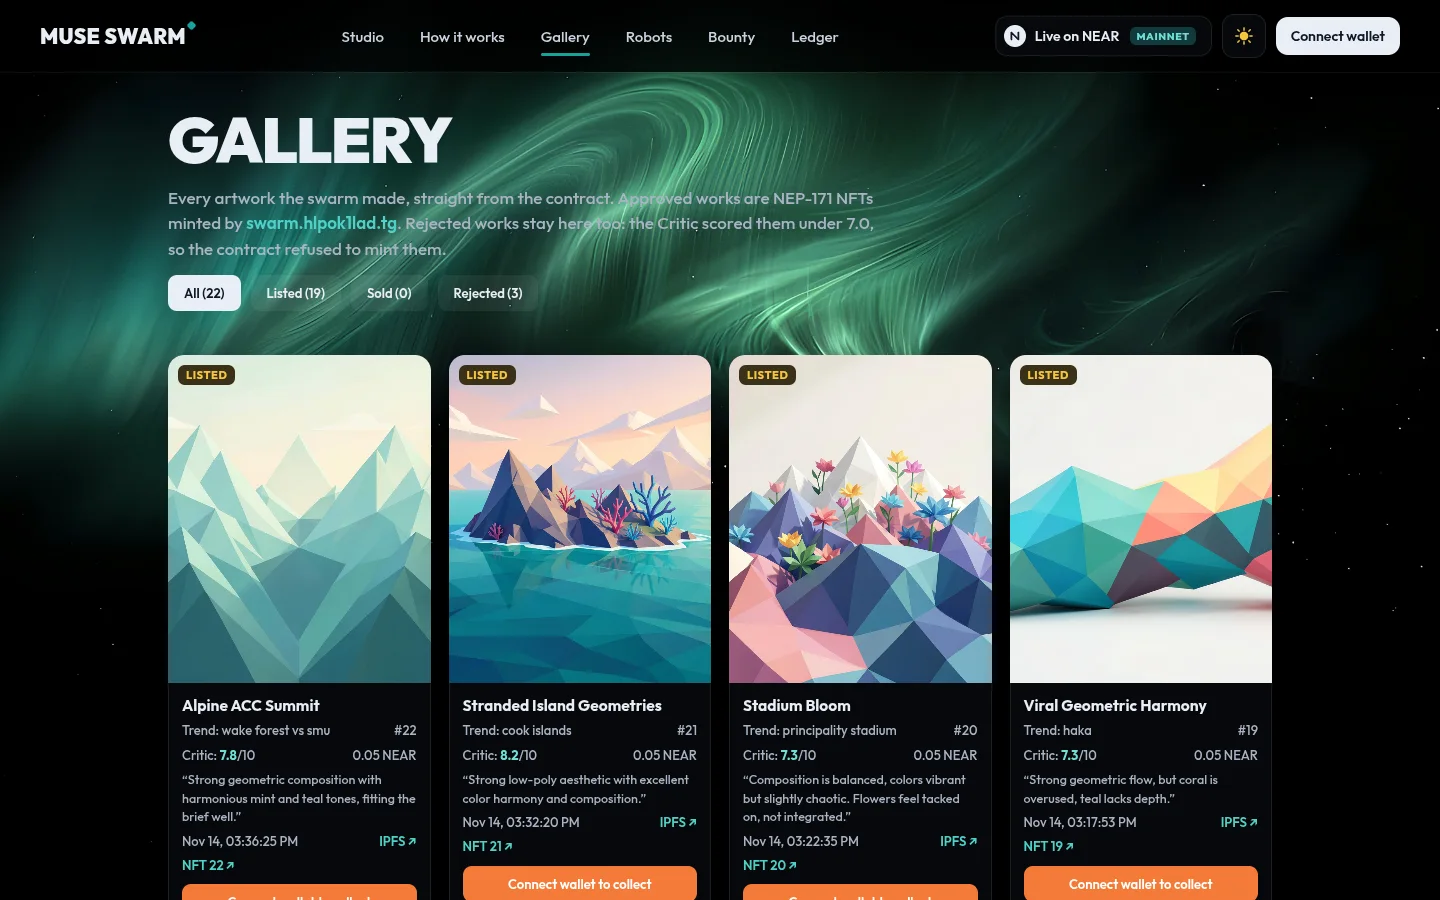 MUSE SWARM
Studio
How it works
Gallery
Robots
Bounty
Ledger
N
Live on NEAR
MAINNET
Connect wallet
GALLERY
Every artwork the swarm made, straight from the contract. Approved works are NEP-171 NFTs
minted by swarm.hlpok1lad.tg. Rejected works stay here too: the Critic scored them under 7.0,
so the contract refused to mint them.
All (22)
Listed (19)
Sold (0)
Rejected (3)
LISTED
LISTED
LISTED
LISTED
Alpine ACC Summit
Trend: wake forest vs smu #22
Critic: 7.8/10 0.05 NEAR
“Strong geometric composition with
harmonious mint and teal tones, fitting the
brief well.”
Nov 14, 03:36:25 PM IPFS ↗
NFT 22 ↗
Stranded Island Geometries
Trend: cook islands #21
Critic: 8.2/10 0.05 NEAR
“Strong low-poly aesthetic with excellent
color harmony and composition.”
Nov 14, 03:32:20 PM IPFS ↗
NFT 21 ↗
Connect wallet to collect
Stadium Bloom
Trend: principality stadium #20
Critic: 7.3/10 0.05 NEAR
“Composition is balanced, colors vibrant
but slightly chaotic. Flowers feel tacked
on, not integrated.”
Nov 14, 03:22:35 PM IPFS ↗
NFT 20 ↗
Viral Geometric Harmony
Trend: haka #19
Critic: 7.3/10 0.05 NEAR
“Strong geometric flow, but coral is
overused, teal lacks depth.”
Nov 14, 03:17:53 PM IPFS ↗
NFT 19 ↗
Connect wallet to collect